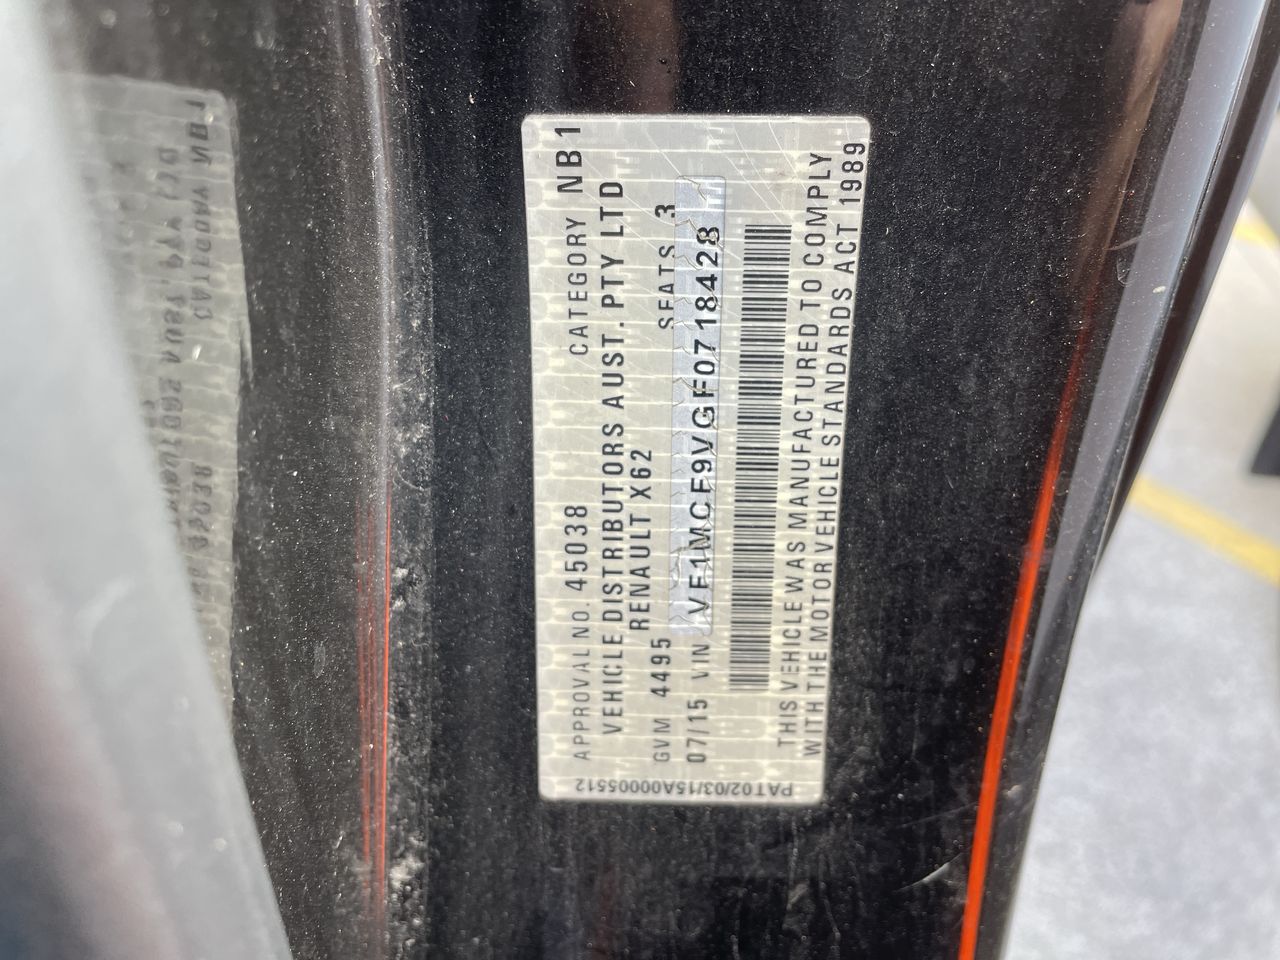 APPROVAL NO. 45038 CATEGORY NB1
VEHICLE DISTRIBUTORS AUST. PTY LTD
RENAULT X62
GVM 4495 SEATS 3
07/15 VIN VF1MCF9VGF0718428
THIS VEHICLE WAS MANUFACTURED TO COMPLY
WITH THE MOTOR VEHICLE STANDARDS ACT 1989
PAT02/03/15A00005512